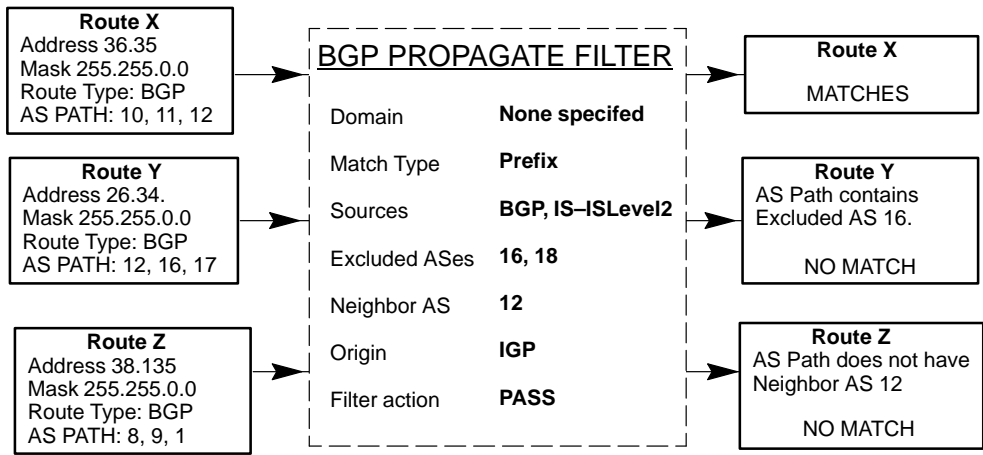 Route X
Address 36.35
Mask 255.255.0.0
Route Type: BGP
AS PATH: 10, 11, 12
Route Y
Address 26.34.
Mask 255.255.0.0
Route Type: BGP
AS PATH: 12, 16, 17
Route Z
Address 38.135
Mask 255.255.0.0
Route Type: BGP
AS PATH: 8, 9, 1
BGP PROPAGATE FILTER
Domain None specifed
Match Type Prefix
Sources BGP, IS–ISLevel2
Excluded ASes 16, 18
Neighbor AS 12
Origin IGP
Filter action PASS
Route X
MATCHES
Route Y
AS Path contains
Excluded AS 16.
NO MATCH
Route Z
AS Path does not have
Neighbor AS 12
NO MATCH